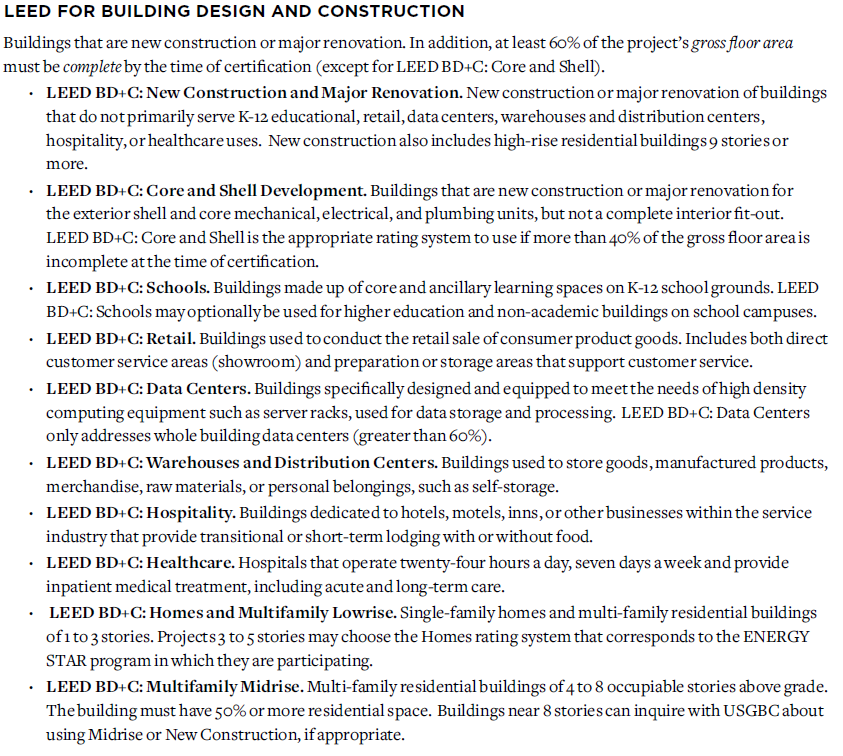 LEED FOR BUILDING DESIGN AND CONSTRUCTION
Buildings that are new construction or major renovation. In addition, at least 60% of the project's gross floor area
must be complete by the time of certification (except for LEED BD+C: Core and Shell).
• LEED BD+C: New Construction and Major Renovation. New construction or major renovation of buildings
that do not primarily serve K-12 educational, retail, data centers, warehouses and distribution centers,
hospitality, or healthcare uses. New construction also includes high-rise residential buildings 9 stories or
more.
• LEED BD+C: Core and Shell Development. Buildings that are new construction or major renovation for
the exterior shell and core mechanical, electrical, and plumbing units, but not a complete interior fit-out.
LEED BD+C: Core and Shell is the appropriate rating system to use if more than 40% of the gross floor area is
incomplete at the time of certification.
• LEED BD+C: Schools. Buildings made up of core and ancillary learning spaces on K-12 school grounds. LEED
BD+C: Schools may optionally be used for higher education and non-academic buildings on school campuses.
• LEED BD+C: Retail. Buildings used to conduct the retail sale of consumer product goods. Includes both direct
customer service areas (showroom) and preparation or storage areas that support customer service.
• LEED BD+C: Data Centers. Buildings specifically designed and equipped to meet the needs of high density
computing equipment such as server racks, used for data storage and processing. LEED BD+C: Data Centers
only addresses whole building data centers (greater than 60%).
• LEED BD+C: Warehouses and Distribution Centers. Buildings used to store goods, manufactured products,
merchandise, raw materials, or personal belongings, such as self-storage.
• LEED BD+C: Hospitality. Buildings dedicated to hotels, motels, inns, or other businesses within the service
industry that provide transitional or short-term lodging with or without food.
• LEED BD+C: Healthcare. Hospitals that operate twenty-four hours a day, seven days a week and provide
inpatient medical treatment, including acute and long-term care.
• LEED BD+C: Homes and Multifamily Lowrise. Single-family homes and multi-family residential buildings
of 1 to 3 stories. Projects 3 to 5 stories may choose the Homes rating system that corresponds to the ENERGY
STAR program in which they are participating.
• LEED BD+C: Multifamily Midrise. Multi-family residential buildings of 4 to 8 occupiable stories above grade.
The building must have 50% or more residential space. Buildings near 8 stories can inquire with USGBC about
using Midrise or New Construction, if appropriate.